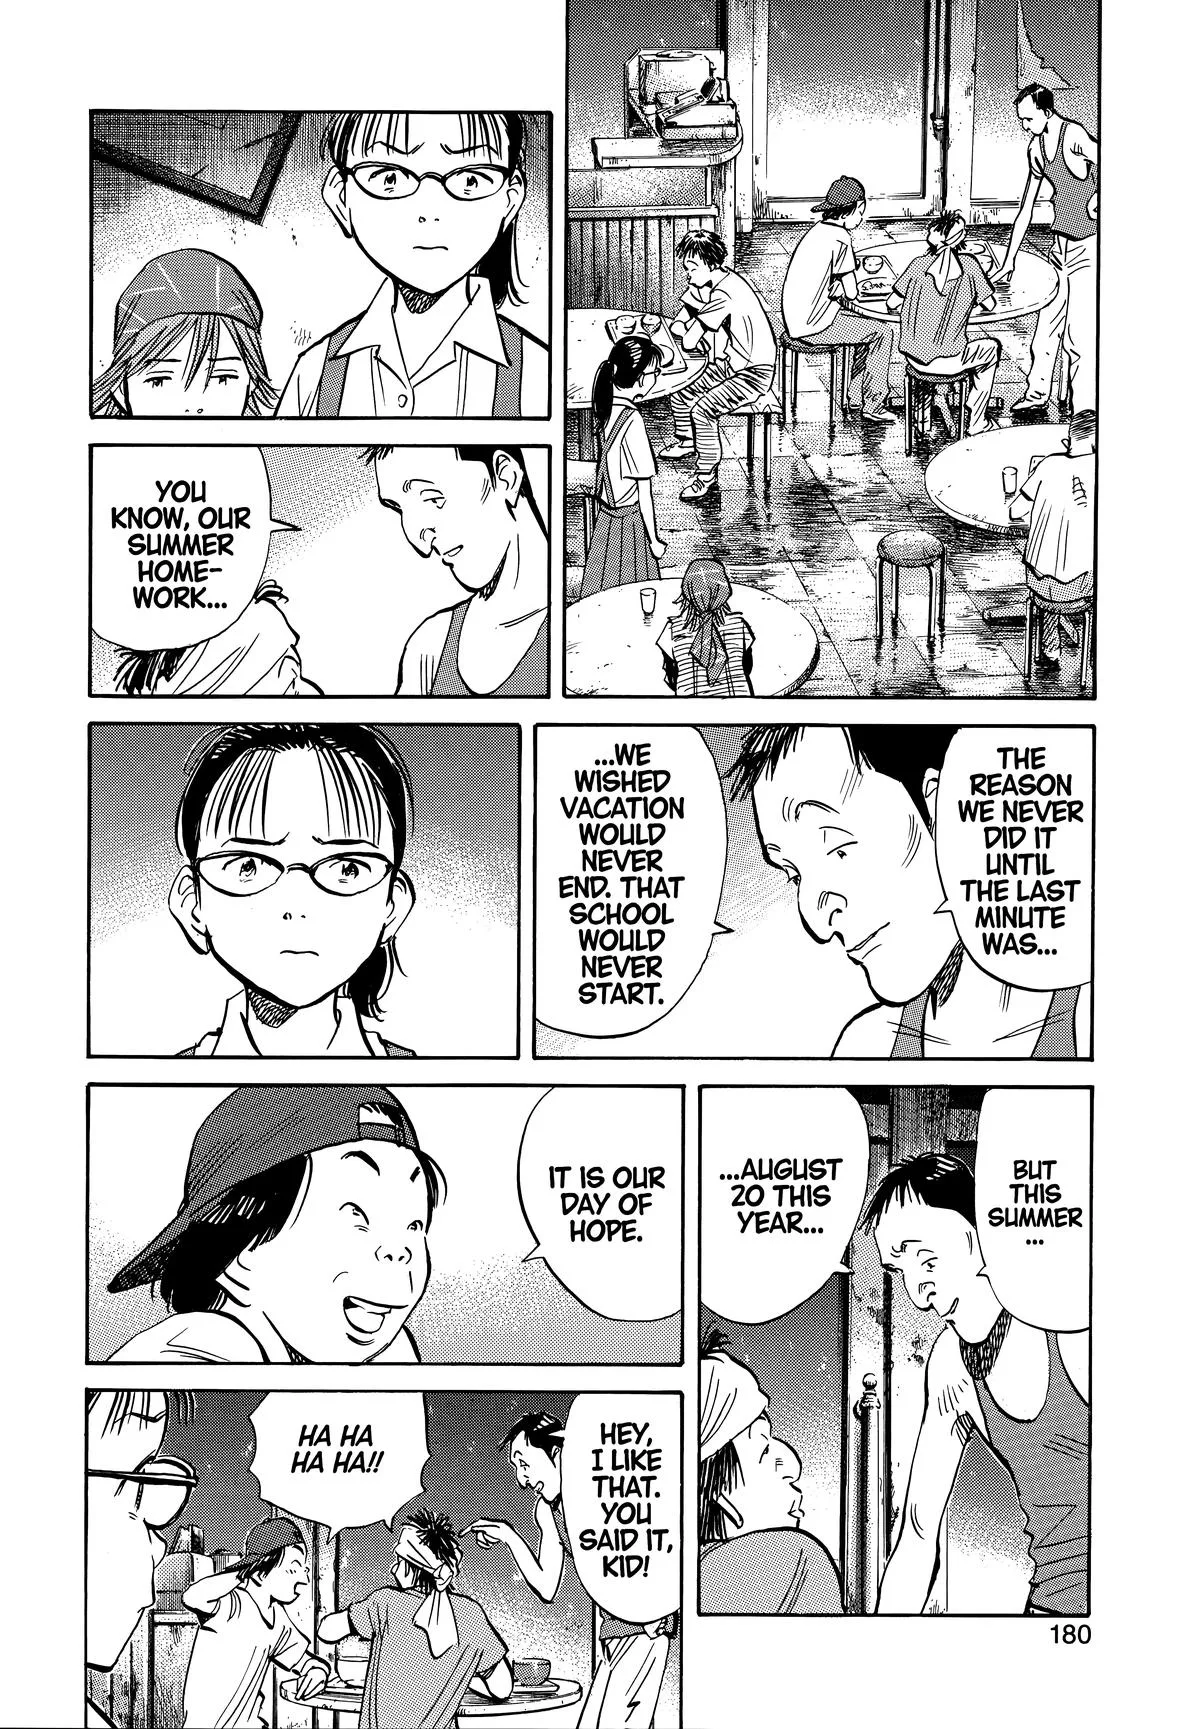 YOU
KNOW, OUR
SUMMER
HOME-
WORK...
THE
REASON
WE NEVER
DID IT
UNTIL
THE LAST
MINUTE
WAS...
...WE
WISHED
VACATION
WOULD
NEVER
END. THAT
SCHOOL
WOULD
NEVER
START.
BUT
THIS
SUMMER
...
...AUGUST
20 THIS
YEAR...
IT IS OUR
DAY OF
HOPE.
HEY,
I LIKE
THAT.
YOU
SAID IT,
KID!
HA HA
HA HA!!
180